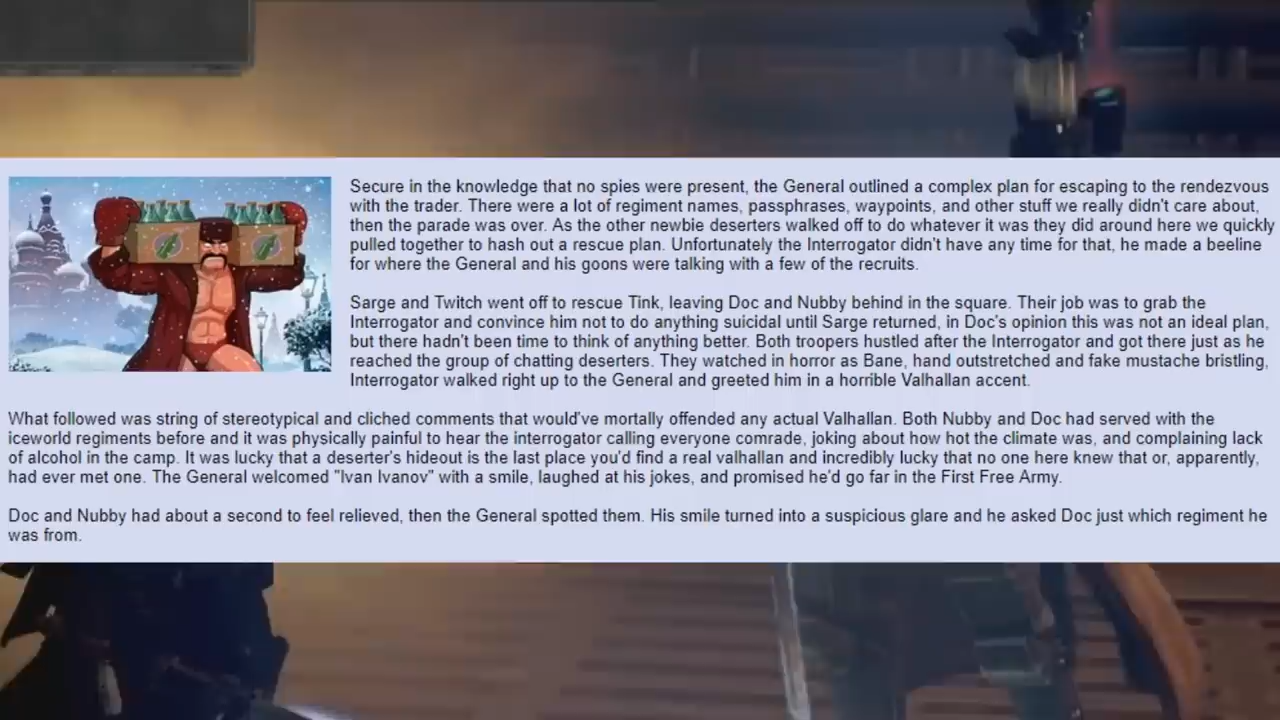 Secure in the knowledge that no spies were present, the General outlined a complex plan for escaping to the rendezvous
with the trader. There were a lot of regiment names, passphrases, waypoints, and other stuff we really didn't care about,
then the parade was over. As the other newbie deserters walked off to do whatever it was they did around here we quickly
pulled together to hash out a rescue plan. Unfortunately the Interrogator didn't have any time for that, he made a beeline
for where the General and his goons were talking with a few of the recruits.
Sarge and Twitch went off to rescue Tink, leaving Doc and Nubby behind in the square. Their job was to grab the
Interrogator and convince him not to do anything suicidal until Sarge returned, in Doc's opinion this was not an ideal plan,
but there hadn't been time to think of anything better. Both troopers hustled after the Interrogator and got there just as he
reached the group of chatting deserters. They watched in horror as Bane, hand outstretched and fake mustache bristling,
Interrogator walked right up to the General and greeted him in a horrible Valhallan accent.
What followed was string of stereotypical and cliched comments that would've mortally offended any actual Valhallan. Both Nubby and Doc had served with the
iceworld regiments before and it was physically painful to hear the interrogator calling everyone comrade, joking about how hot the climate was, and complaining lack
of alcohol in the camp. It was lucky that a deserter's hideout is the last place you'd find a real valhallan and incredibly lucky that no one here knew that or, apparently,
had ever met one. The General welcomed "Ivan Ivanov" with a smile, laughed at his jokes, and promised he'd go far in the First Free Army.
Doc and Nubby had about a second to feel relieved, then the General spotted them. His smile turned into a suspicious glare and he asked Doc just which regiment he
was from.